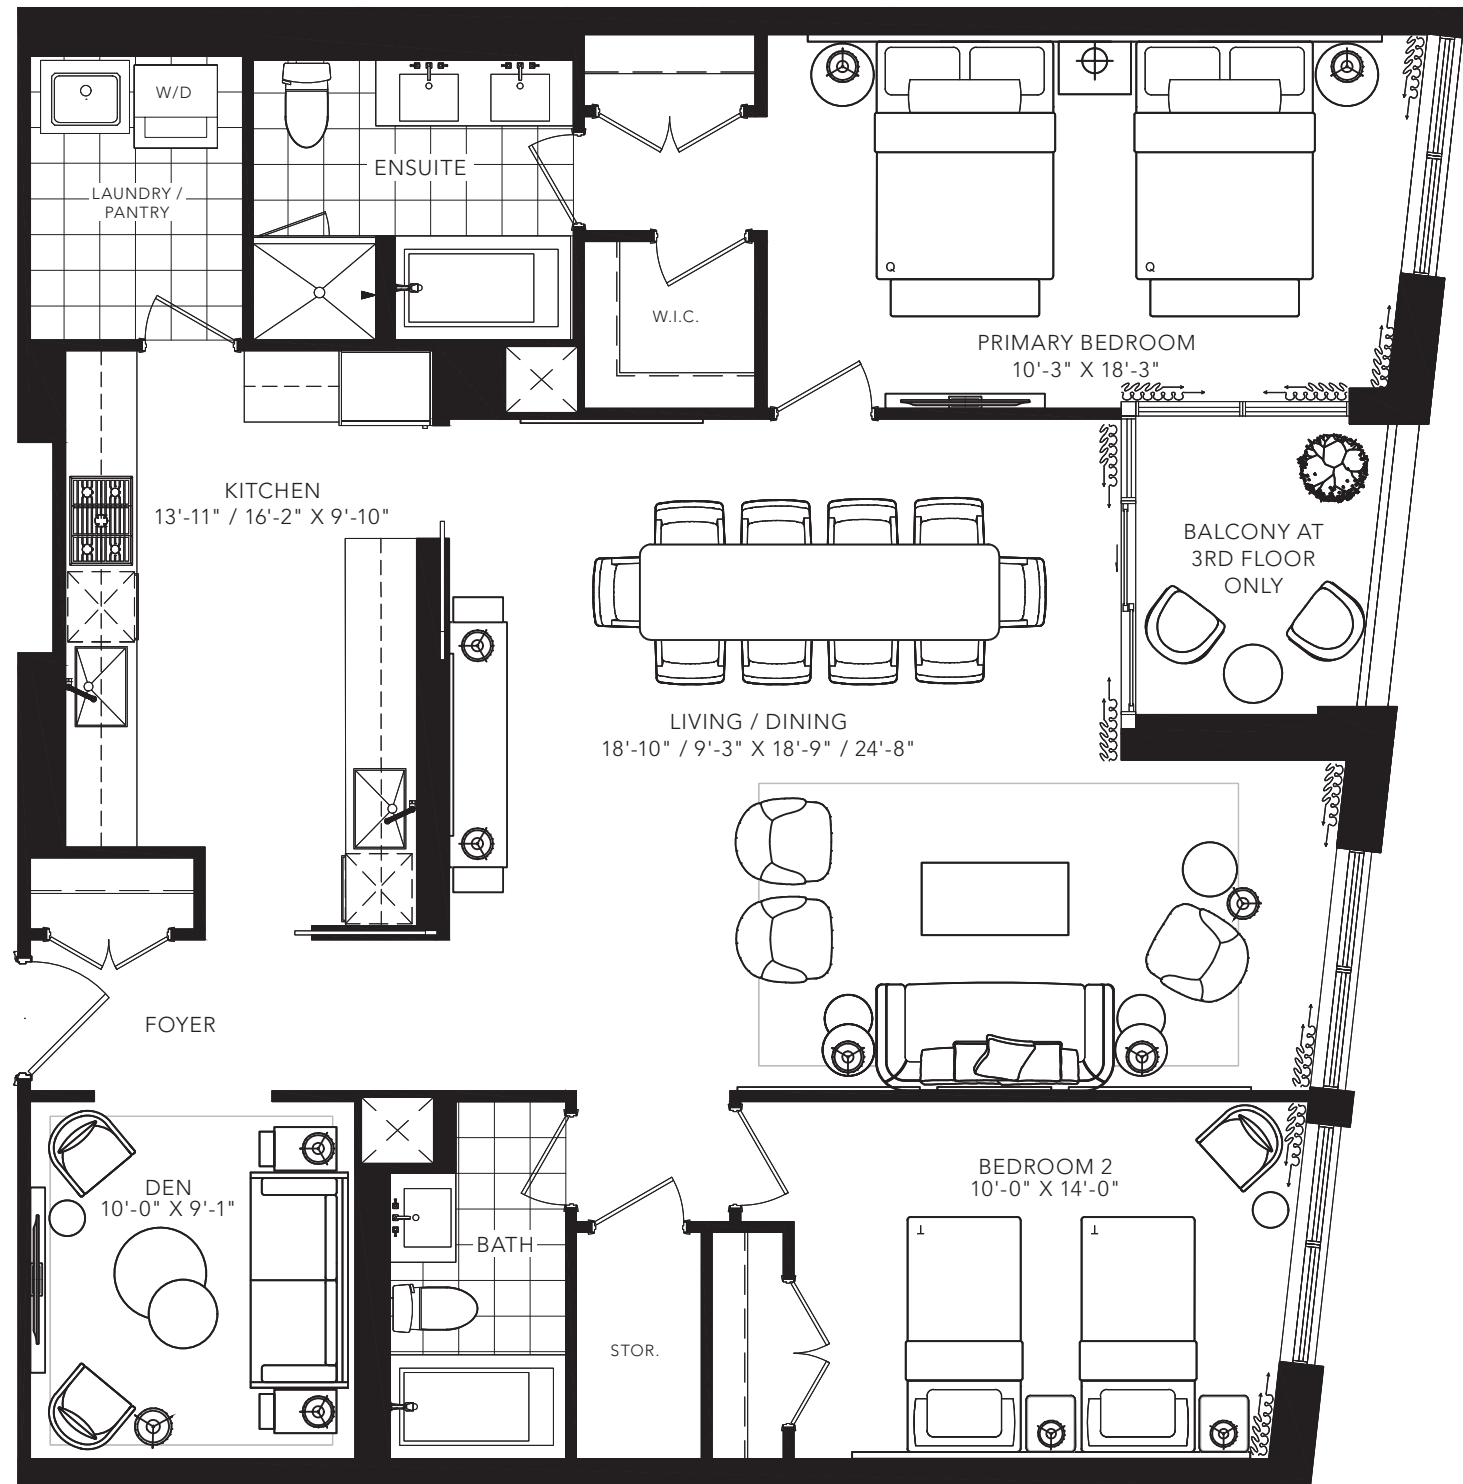 W/D
ENSUITE
LAUNDRY /
PANTRY
W.I.C.
Q
Q
PRIMARY BEDROOM
10'-3" X 18'-3"
KITCHEN
13'-11" / 16'-2" X 9'-10"
BALCONY AT
3RD FLOOR
ONLY
LIVING / DINING
18'-10" / 9'-3" X 18'-9" / 24'-8"
FOYER
DEN
10'-0" X 9'-1"
BATH
STOR.
BEDROOM 2
10'-0" X 14'-0"
T
T